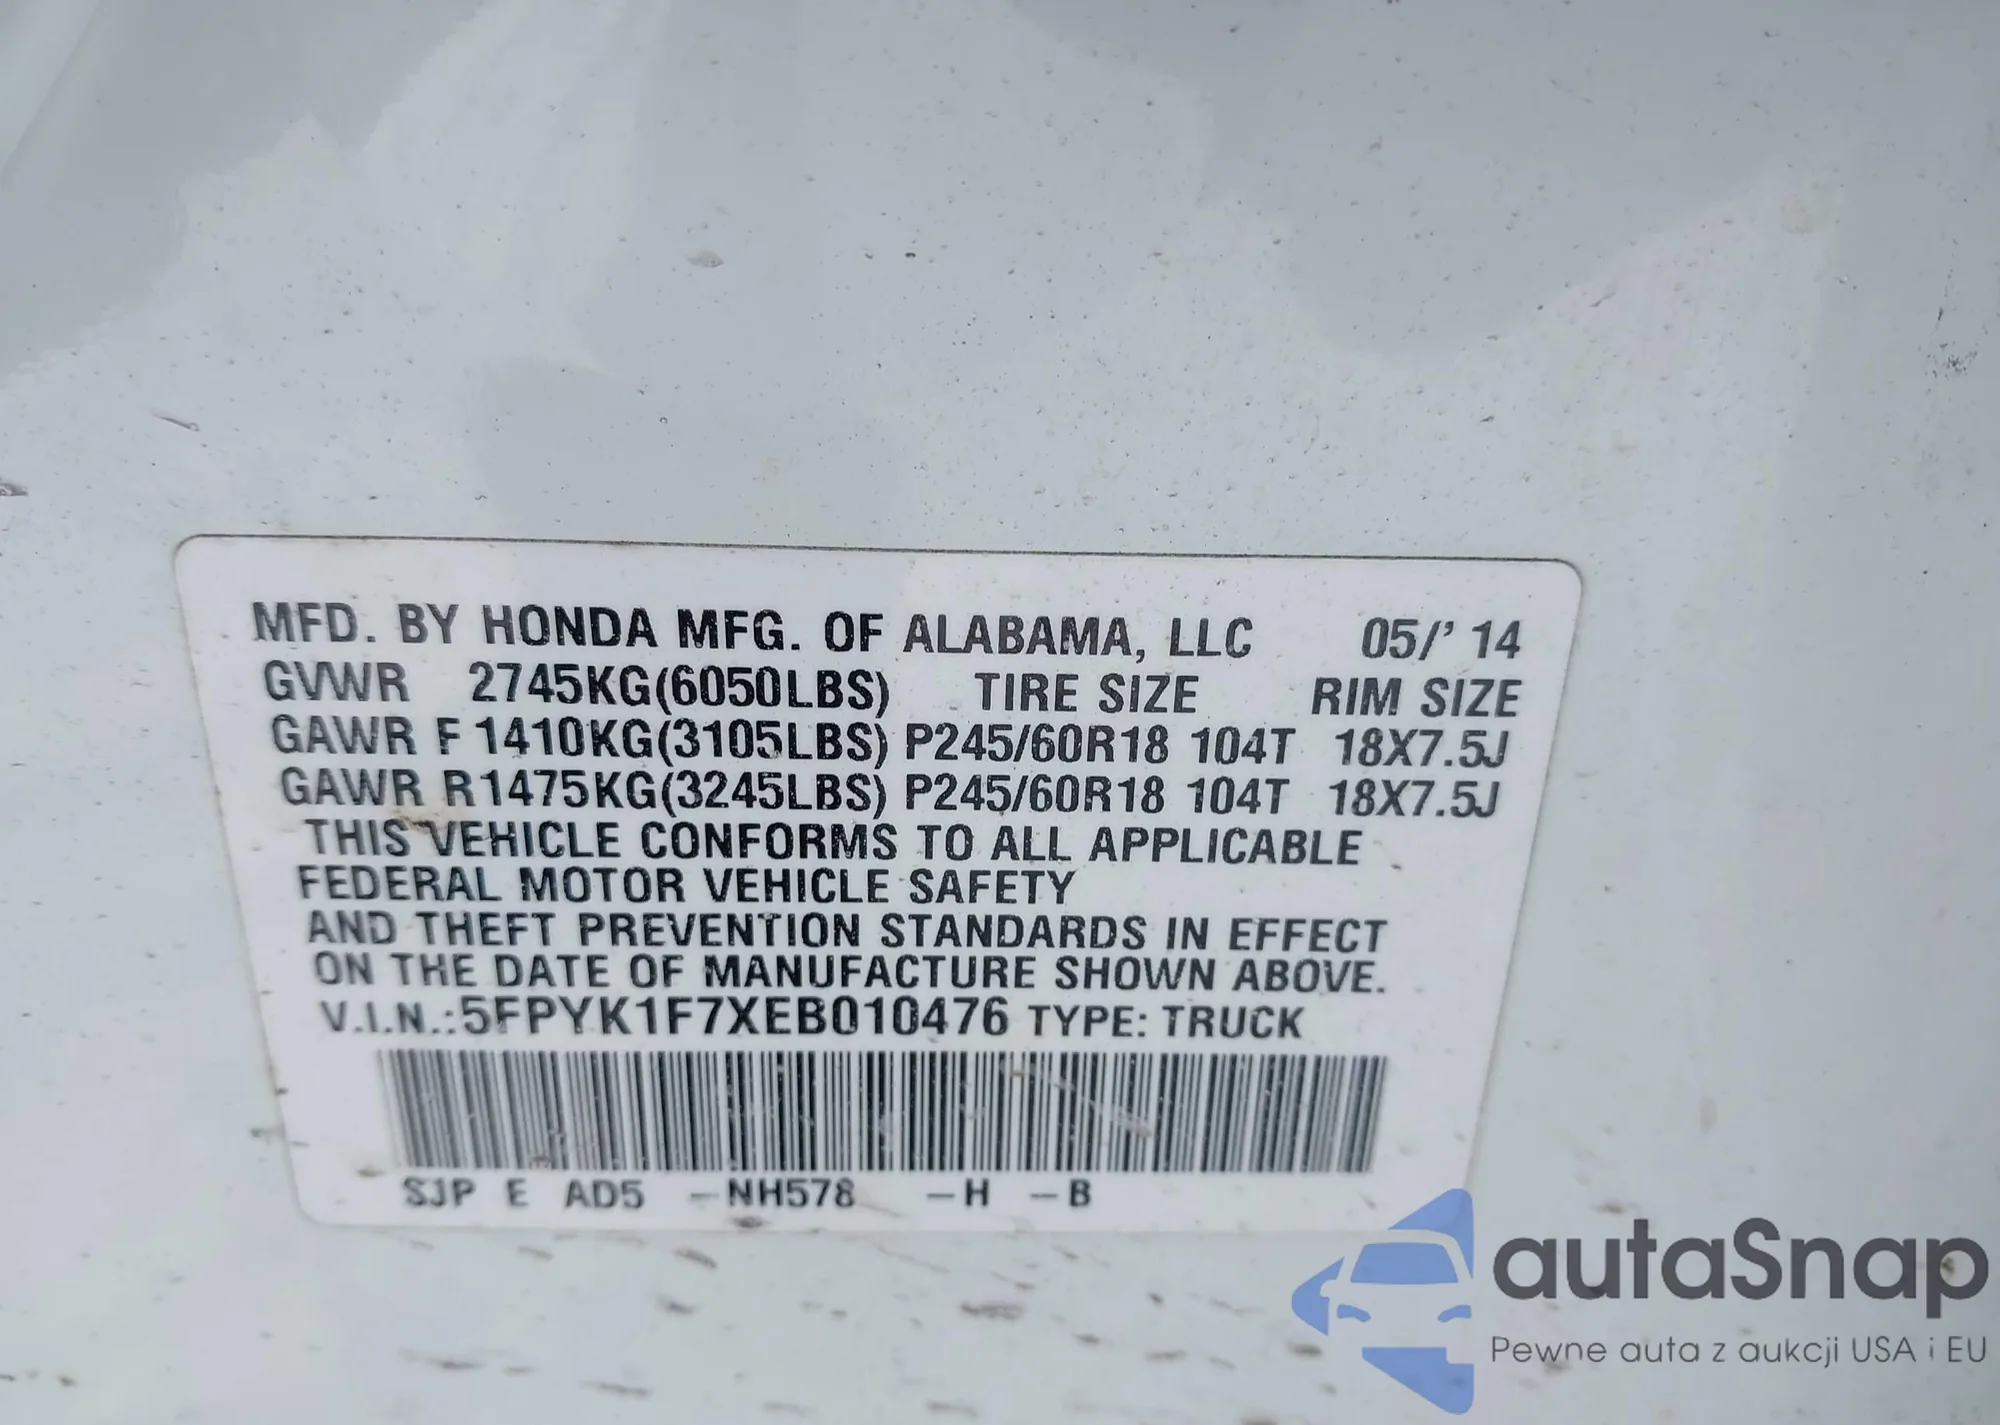 MFD. BY HONDA MFG. OF ALABAMA, LLC 05/' 14
GVWR 2745KG(6050LBS) TIRE SIZE RIM SIZE
GAWR F 1410KG(3105LBS) P245/60R18 104T 18X7.5J
GAWR R1475KG(3245LBS) P245/60R18 104T 18X7.5J
THIS VEHICLE CONFORMS TO ALL APPLICABLE
FEDERAL MOTOR VEHICLE SAFETY
AND THEFT PREVENTION STANDARDS IN EFFECT
ON THE DATE OF MANUFACTURE SHOWN ABOVE.
V.I.N.:5FPYK1F7XEB010476 TYPE: TRUCK
SJP E AD5 -NH578 -H -B
autaSnap
Pewne auta z aukcji USA i EU